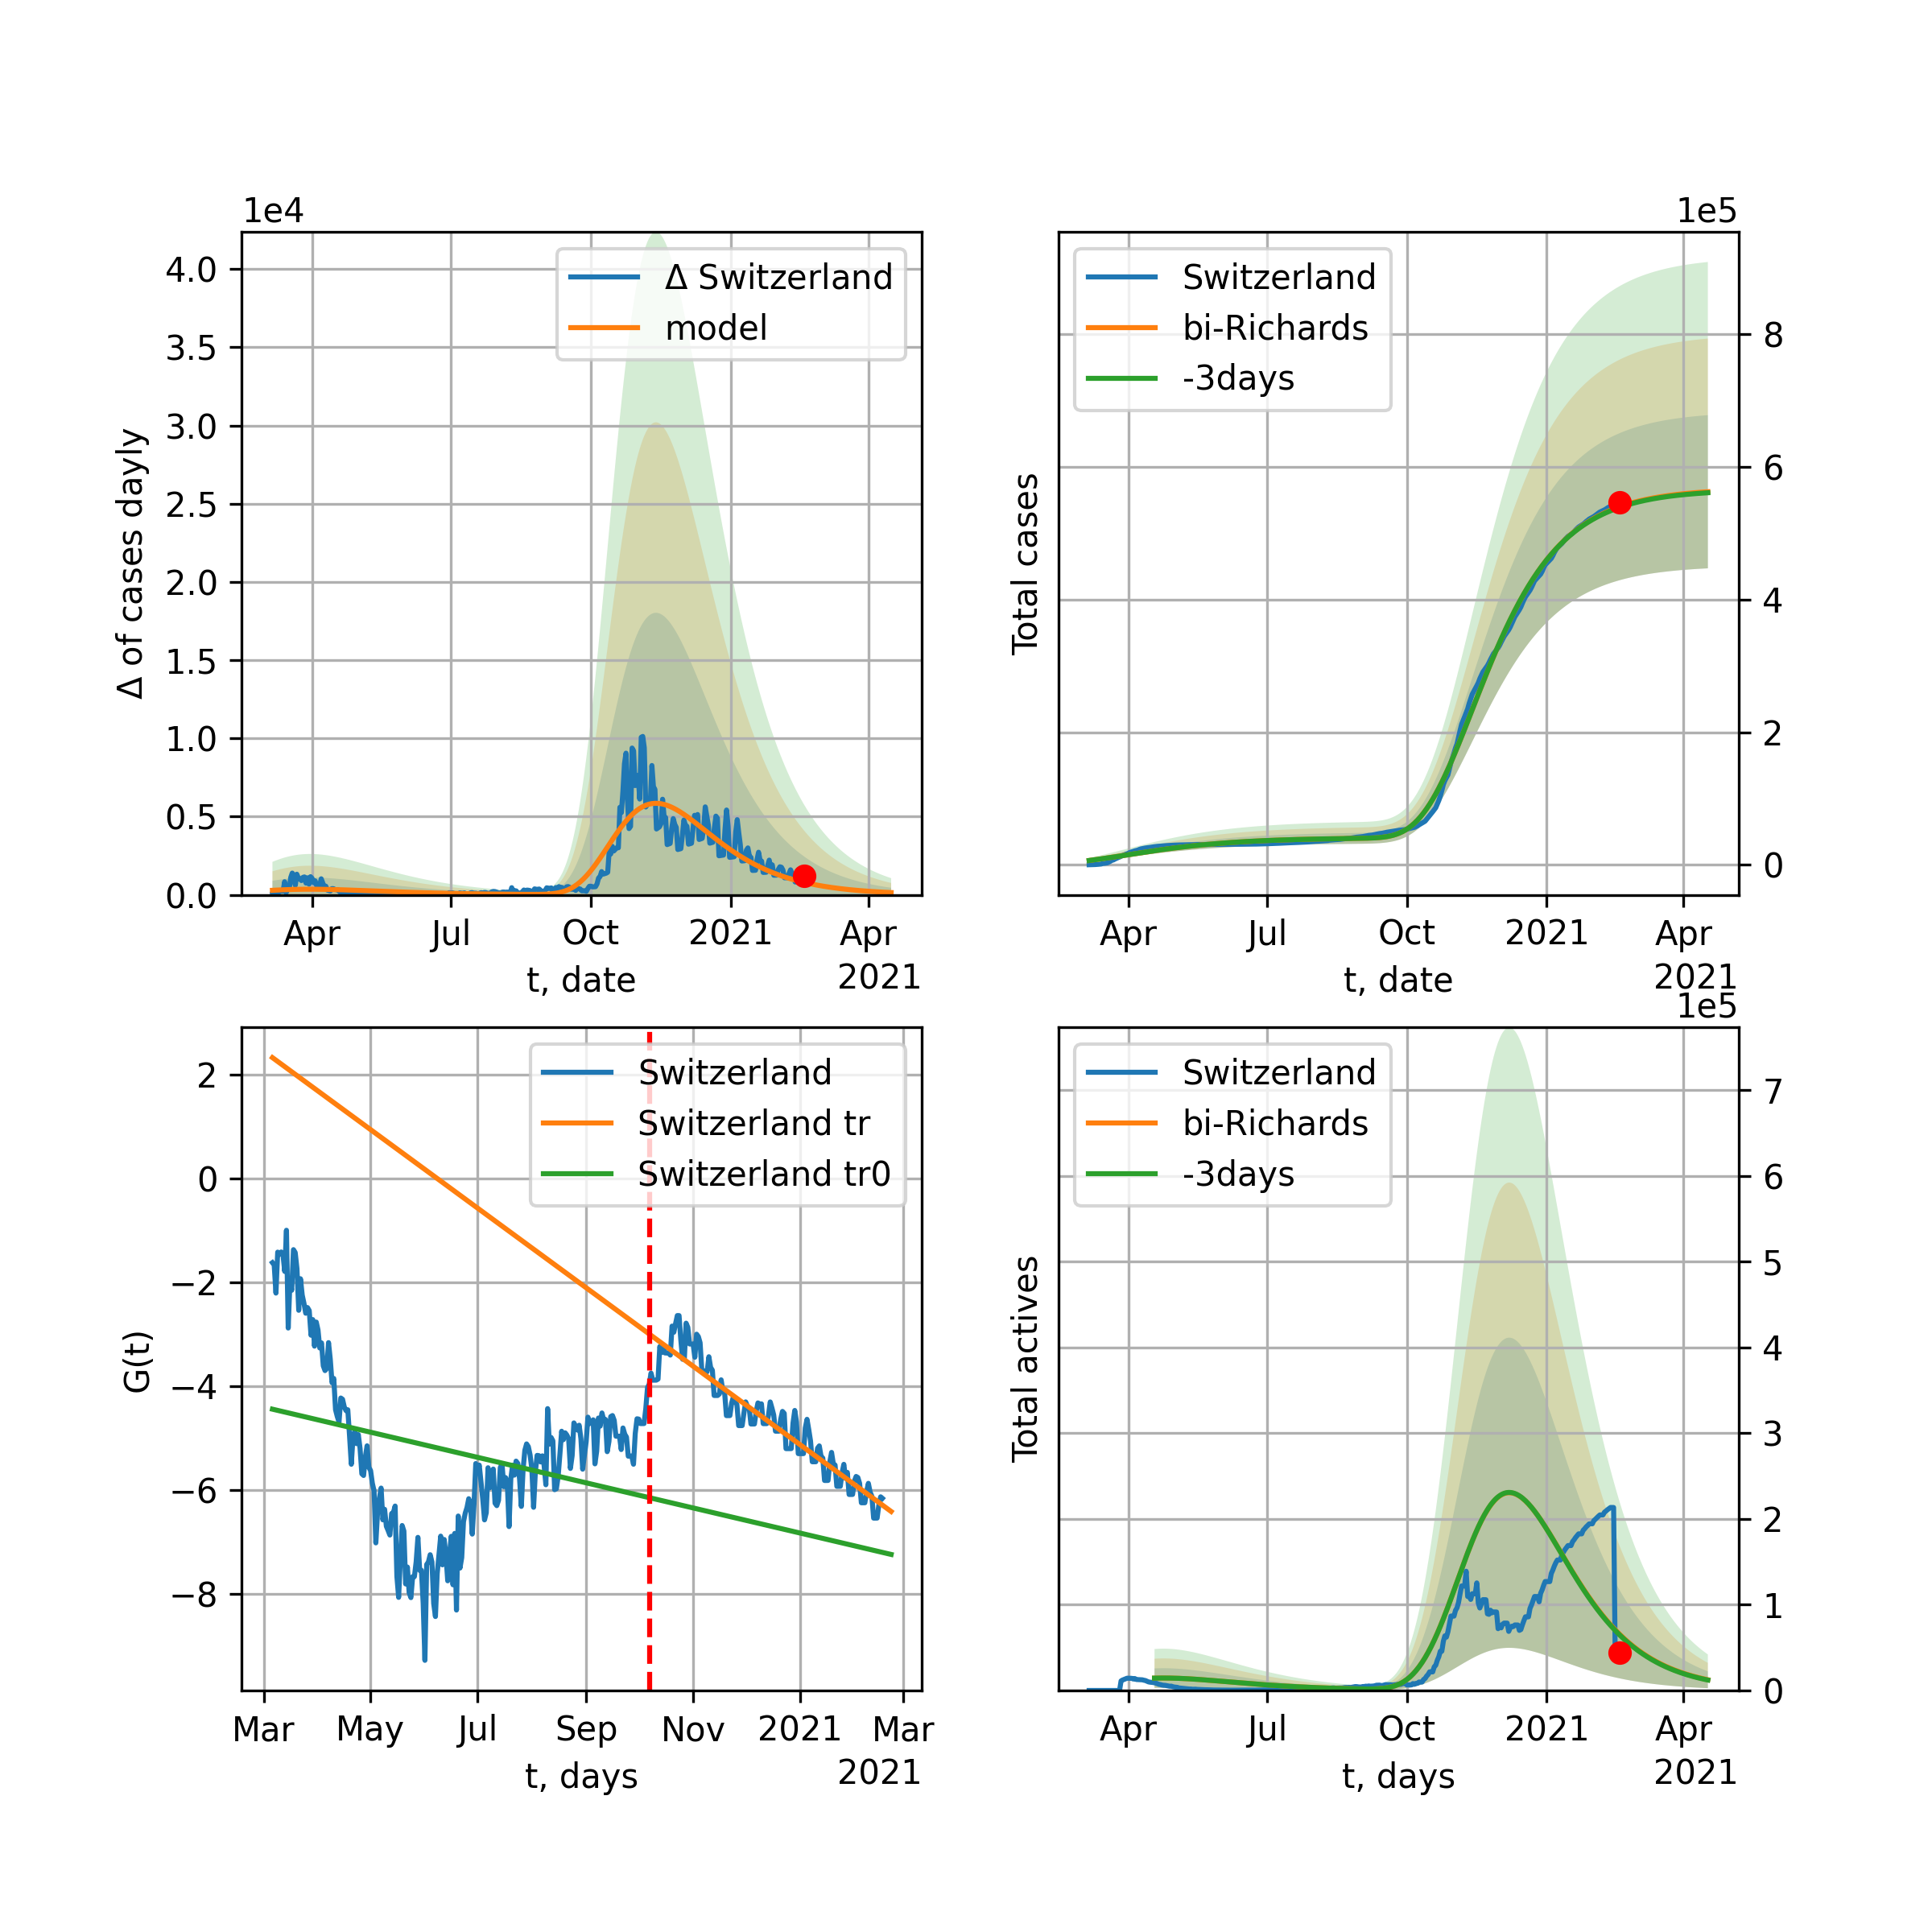 1e4
Δ Switzerland
model
4.0
3.5
3.0
2.5
2.0
1.5
1.0
0.5
0.0
Δ of cases dayly
Apr Jul Oct 2021 Apr
t, date
2021
1e5
Switzerland
bi-Richards
-3days
8
6
4
2
0
Total cases
Apr Jul Oct 2021 Apr
t, date
2021
Switzerland
Switzerland tr
Switzerland tr0
2
0
−2
−4
−6
−8
G(t)
Mar May Jul Sep Nov 2021 Mar
t, days
2021
1e5
Switzerland
bi-Richards
-3days
7
6
5
4
3
2
1
0
Total actives
Apr Jul Oct 2021 Apr
t, days
2021